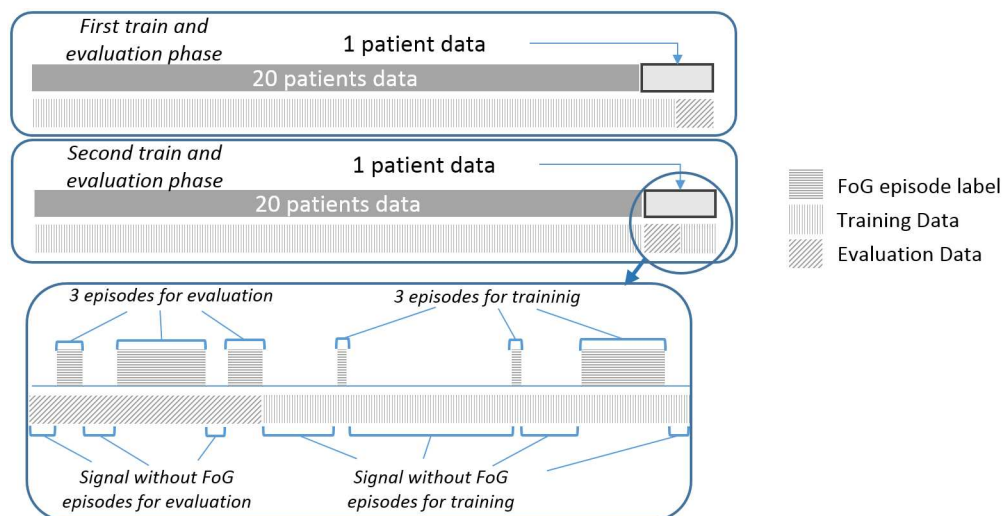 First train and
evaluation phase
1 patient data
20 patients data
Second train and
evaluation phase
1 patient data
20 patients data
FoG episode label
Training Data
Evaluation Data
3 episodes for evaluation
3 episodes for traininig
Signal without FoG
episodes for evaluation
Signal without FoG
episodes for training